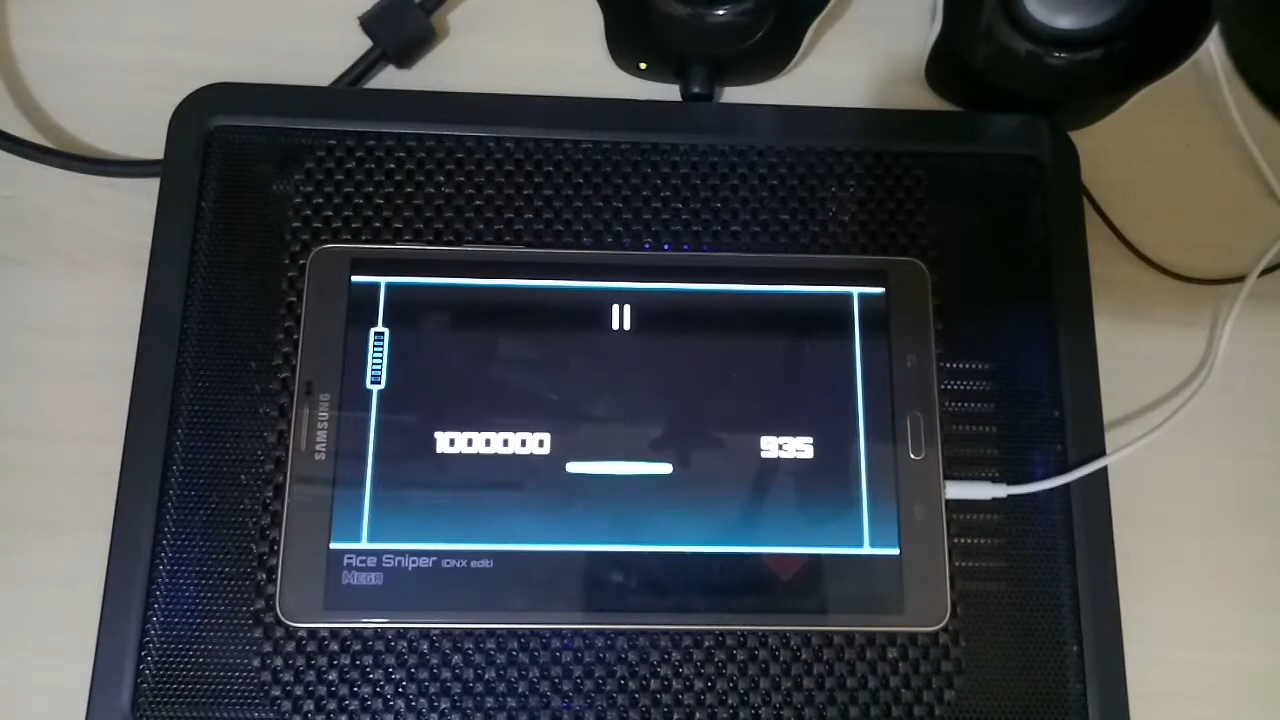 SAMSUNG
1000000
935
Ace Sniper (DNX edit)
MEGA